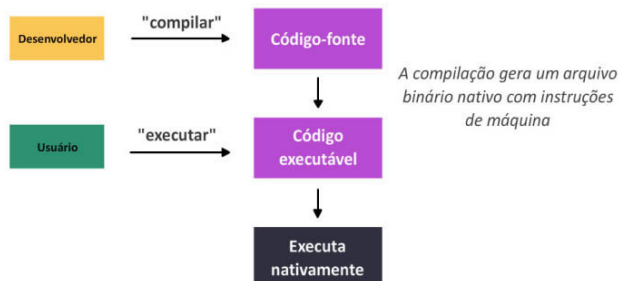 "compilar"
Desenvolvedor
Código-fonte
A compilação gera um arquivo
binário nativo com instruções
de máquina
"executar"
Usuário
Código
executável
Executa
nativamente